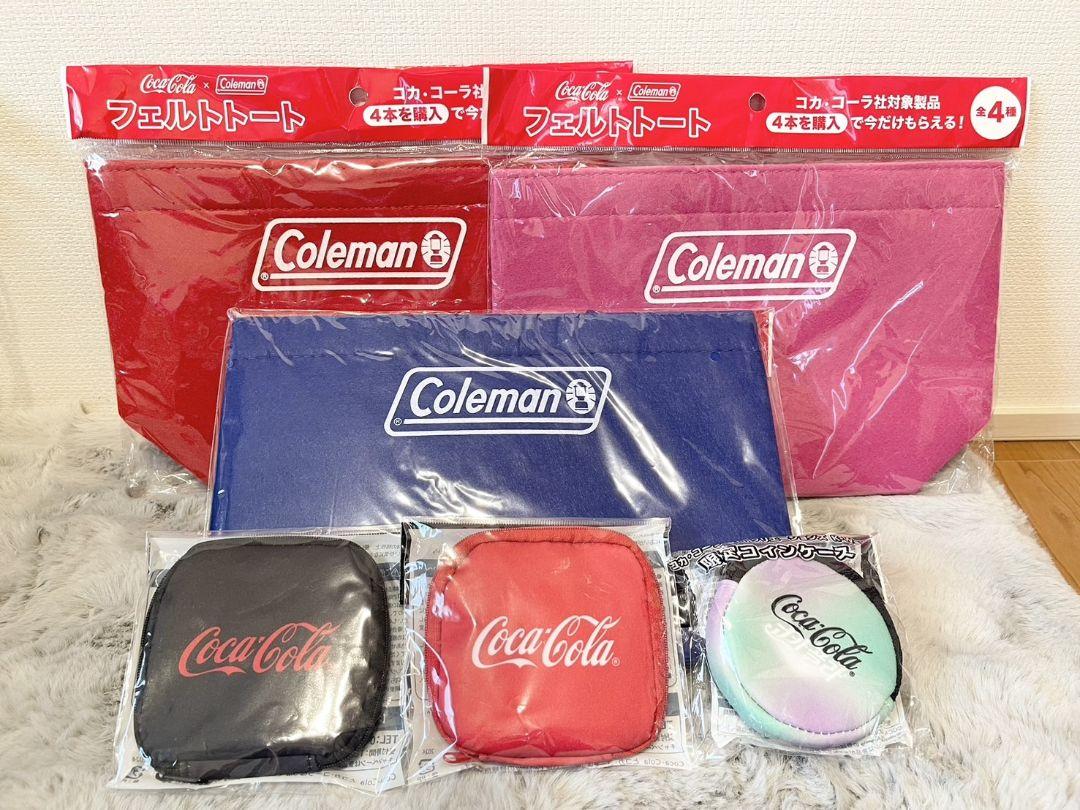 Coca-Cola × Coleman
フェルトトート
コカ・コーラ社
4本を購入で今だ
Coca-Cola × Coleman
フェルトトート
コカ・コーラ社対象製品
4本を購入で今だけもらえる！
全4種
Coleman
Coleman
Coleman
Coca-Cola
Coca-Cola
限定コインケース
Coca-Cola
TEL: